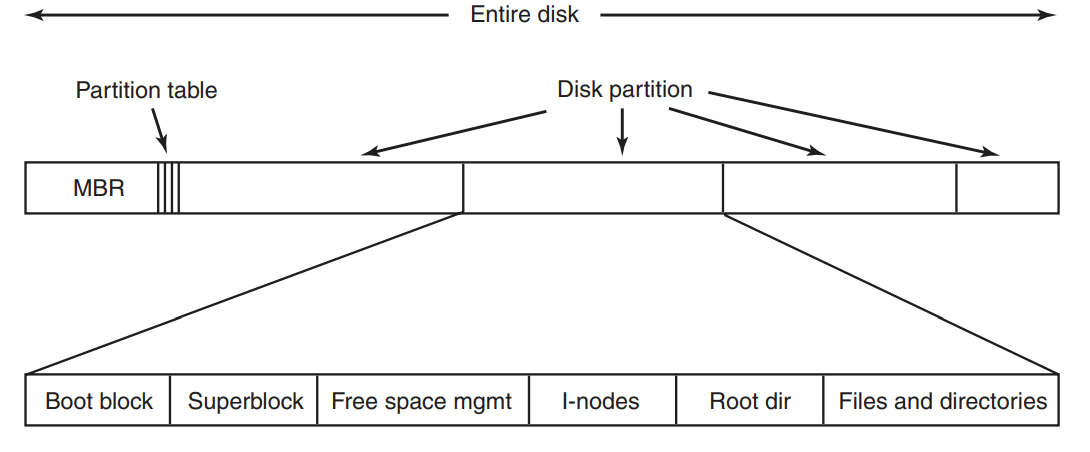 Entire disk
Partition table
Disk partition
MBR
Boot block
Superblock
Free space mgmt
I-nodes
Root dir
Files and directories